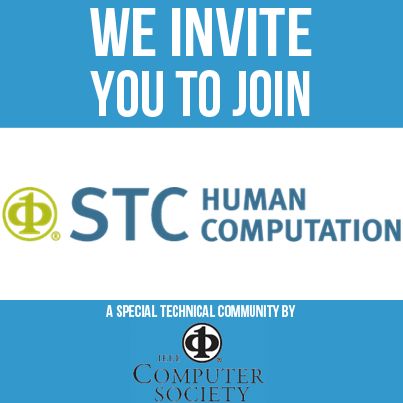 WE INVITE
YOU TO JOIN
STC HUMAN
COMPUTATION
®
A SPECIAL TECHNICAL COMMUNITY BY
IEEE
®
COMPUTER
SOCIETY